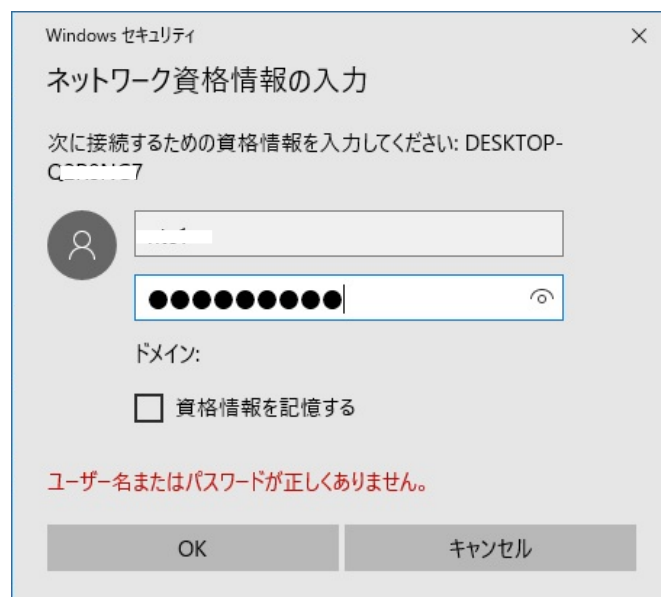 Windows セキュリティ
ネットワーク資格情報の入力
次に接続するための資格情報を入力してください: DESKTOP-
●●●●●●●●●
ドメイン:
資格情報を記憶する
ユーザー名またはパスワードが正しくありません。
OK
キャンセル